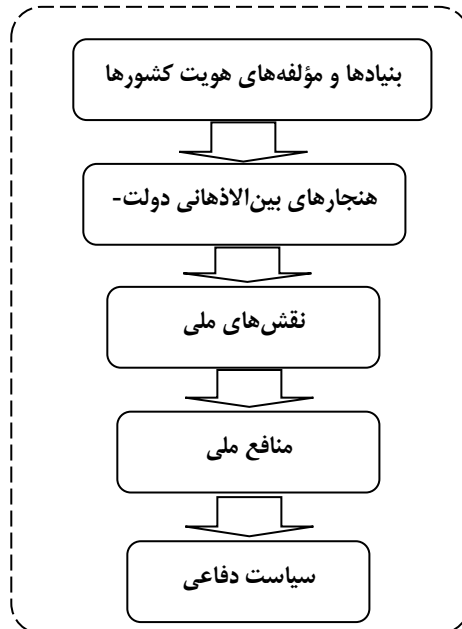 بنیادها و مؤلفه‌های هویت کشورها
هنجارهای بین‌الاذهانی دولت-
نقش‌های ملی
منافع ملی
سیاست دفاعی